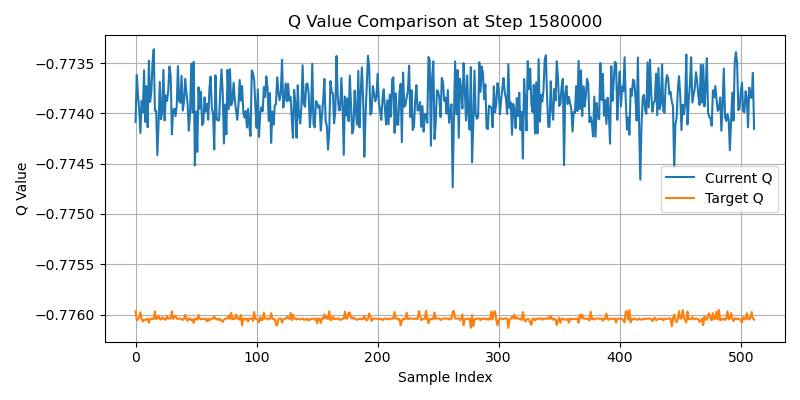 Q Value Comparison at Step 1580000
Q Value
−0.7735
−0.7740
−0.7745
−0.7750
−0.7755
−0.7760
Current Q
Target Q
0
100
200
300
400
500
Sample Index